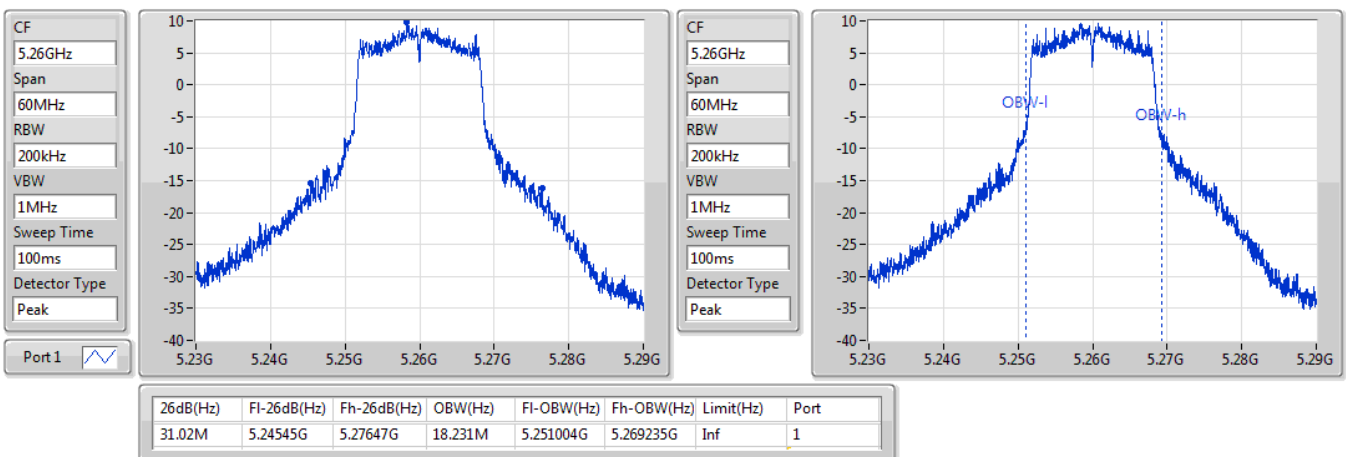 CF
5.26GHz
Span
60MHz
RBW
200kHz
VBW
1MHz
Sweep Time
100ms
Detector Type
Peak
Port 1
10
5
0
-5
-10
-15
-20
-25
-30
-35
-40
5.23G 5.24G 5.25G 5.26G 5.27G 5.28G 5.29G
CF
5.26GHz
Span
60MHz
RBW
200kHz
VBW
1MHz
Sweep Time
100ms
Detector Type
Peak
10
5
0
-5
-10
-15
-20
-25
-30
-35
-40
OBW-l
OBW-h
5.23G 5.24G 5.25G 5.26G 5.27G 5.28G 5.29G
26dB(Hz) Fl-26dB(Hz) Fh-26dB(Hz) OBW(Hz) Fl-OBW(Hz) Fh-OBW(Hz) Limit(Hz) Port
31.02M 5.24545G 5.27647G 18.231M 5.251004G 5.269235G Inf 1